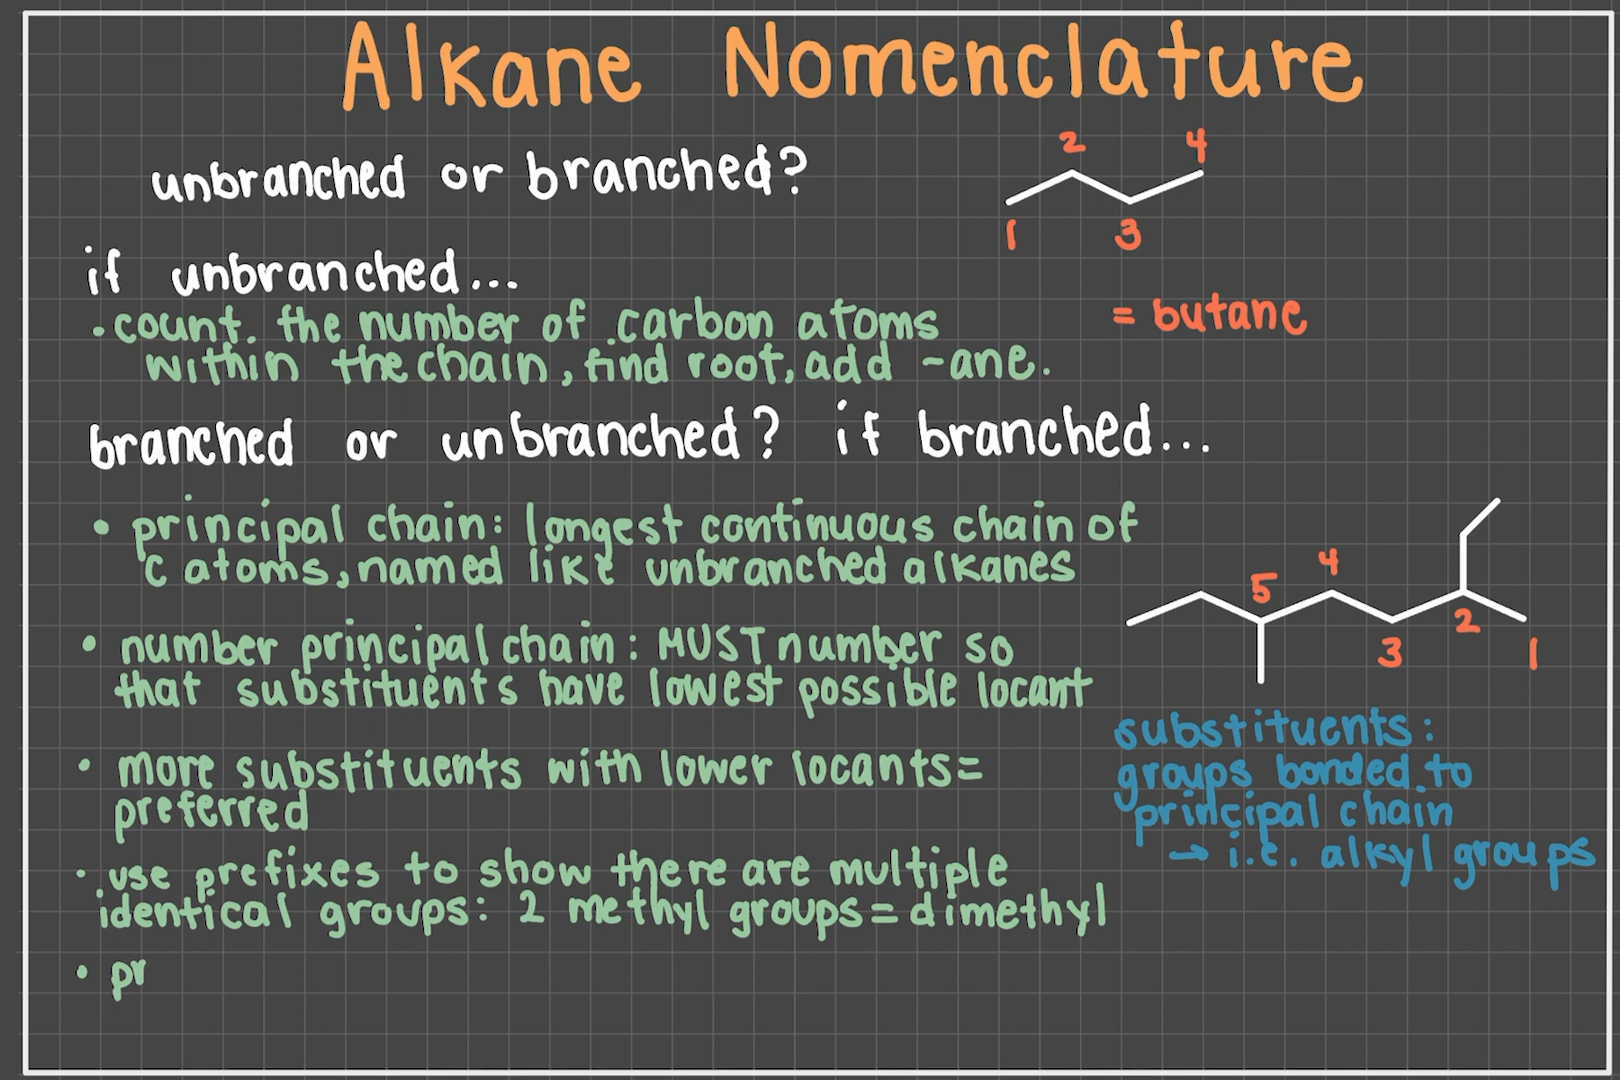 Alkane Nomenclature
unbranched or branched?
2 4
1 3
if unbranched...
• count the number of carbon atoms
within the chain, find root, add -ane.
= butane
branched or unbranched? if branched...
• principal chain: longest continuous chain of
C atoms, named like unbranched alkanes
5 4
3 2 1
• number principal chain: MUST number so
that substituents have lowest possible locant
substituents:
groups bonded to
principal chain
→ i.e. alkyl groups
• more substituents with lower locants=
preferred
• use prefixes to show there are multiple
identical groups: 2 methyl groups = dimethyl
• pr